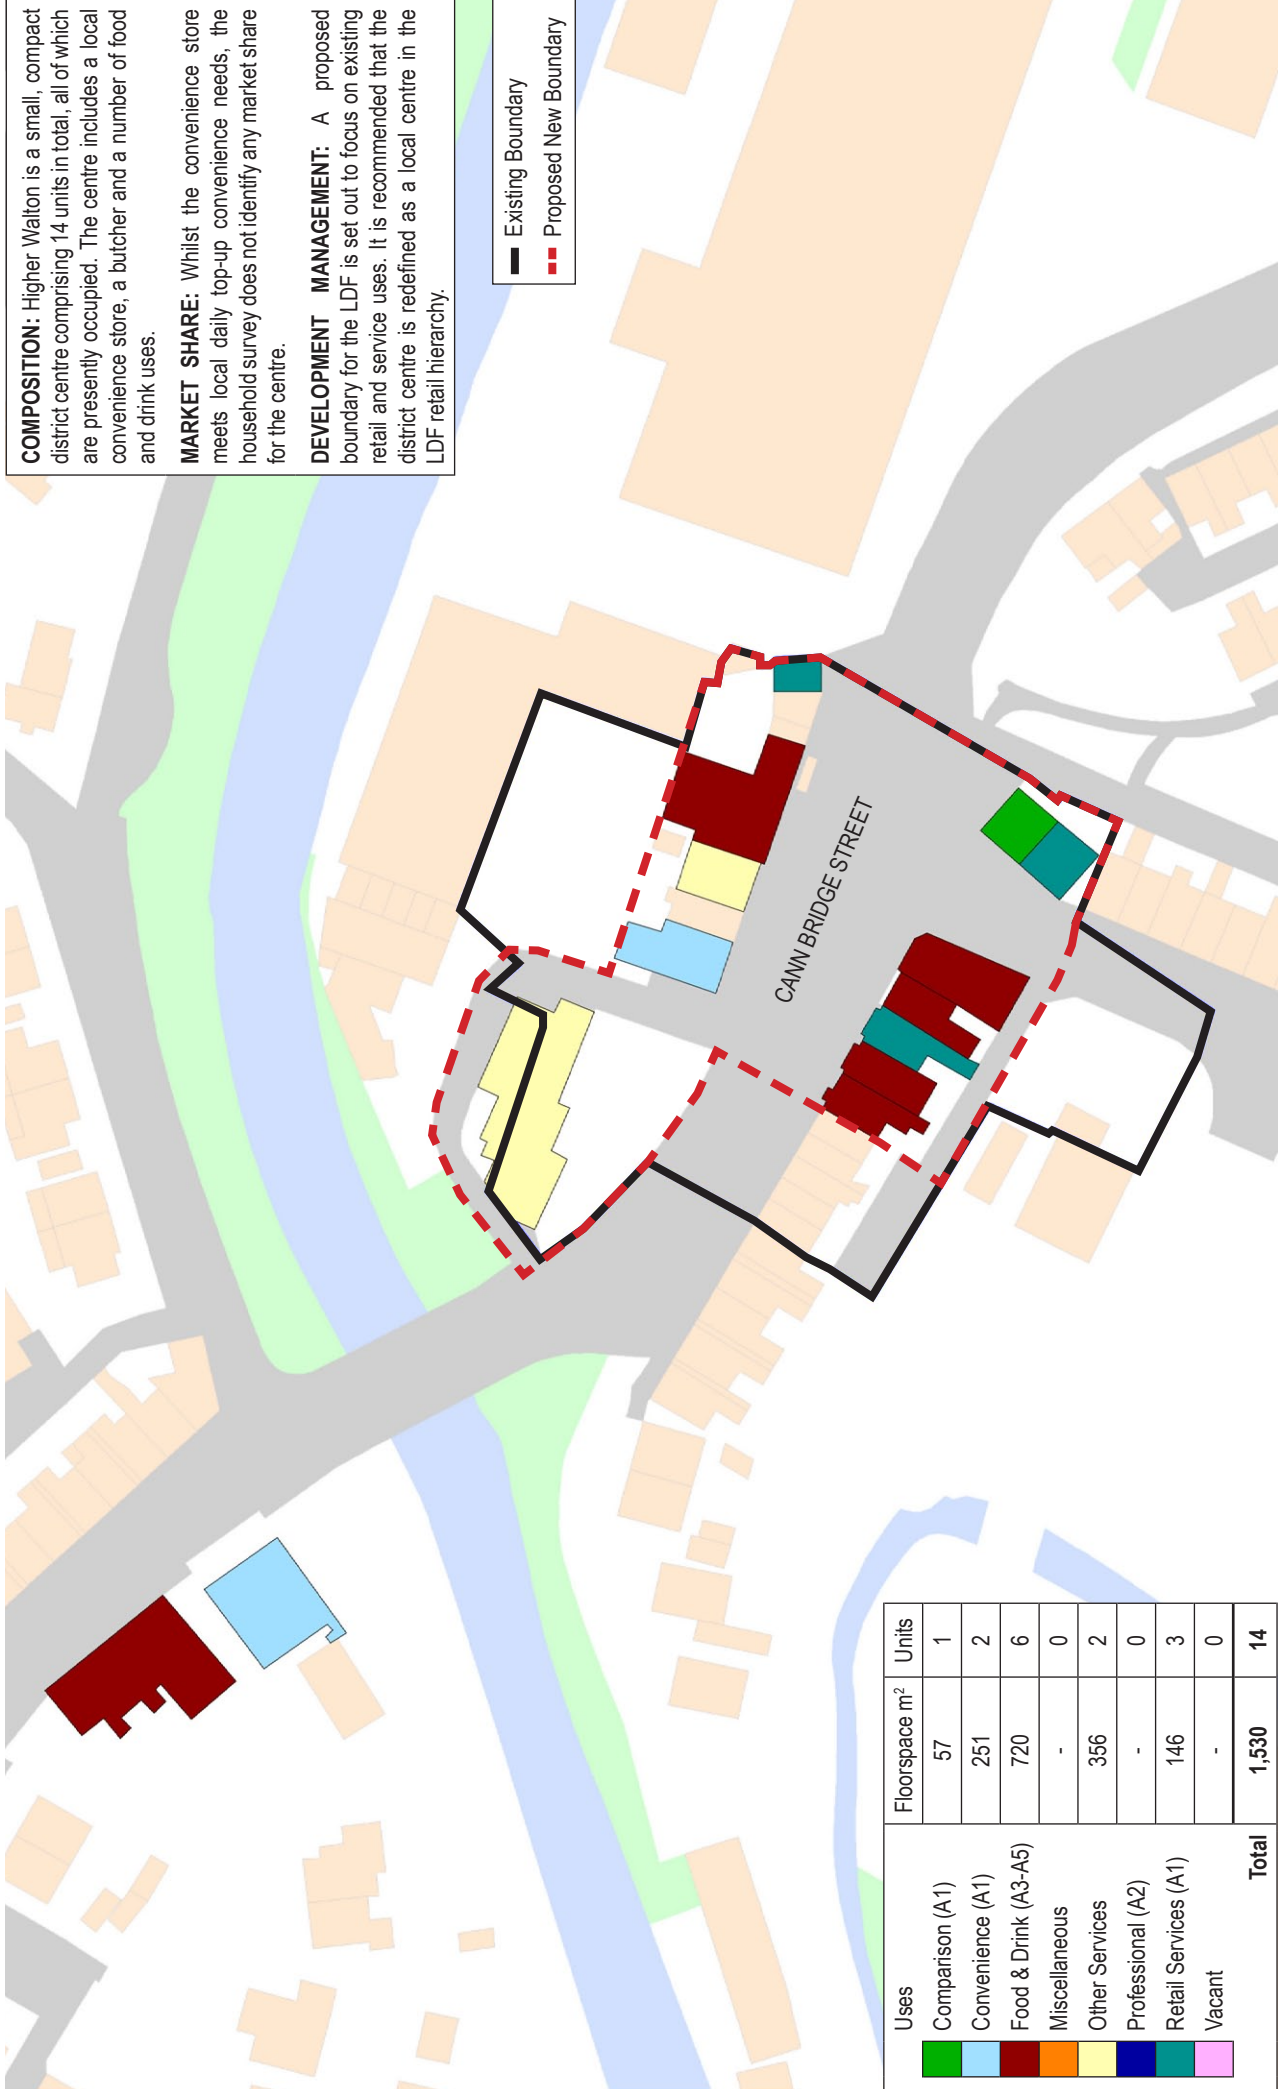 COMPOSITION: Higher Walton is a small, compact
district centre comprising 14 units in total, all of which
are presently occupied. The centre includes a local
convenience store, a butcher and a number of food
and drink uses.
MARKET SHARE: Whilst the convenience store
meets local daily top-up convenience needs, the
household survey does not identify any market share
for the centre.
DEVELOPMENT MANAGEMENT: A proposed
boundary for the LDF is set out to focus on existing
retail and service uses. It is recommended that the
district centre is redefined as a local centre in the
LDF retail hierarchy.
Existing Boundary
Proposed New Boundary
CANN BRIDGE STREET
Uses Floorspace m² Units
Comparison (A1) 57 1
Convenience (A1) 251 2
Food & Drink (A3-A5) 720 6
Miscellaneous - 0
Other Services 356 2
Professional (A2) - 0
Retail Services (A1) 146 3
Vacant - 0
Total 1,530 14